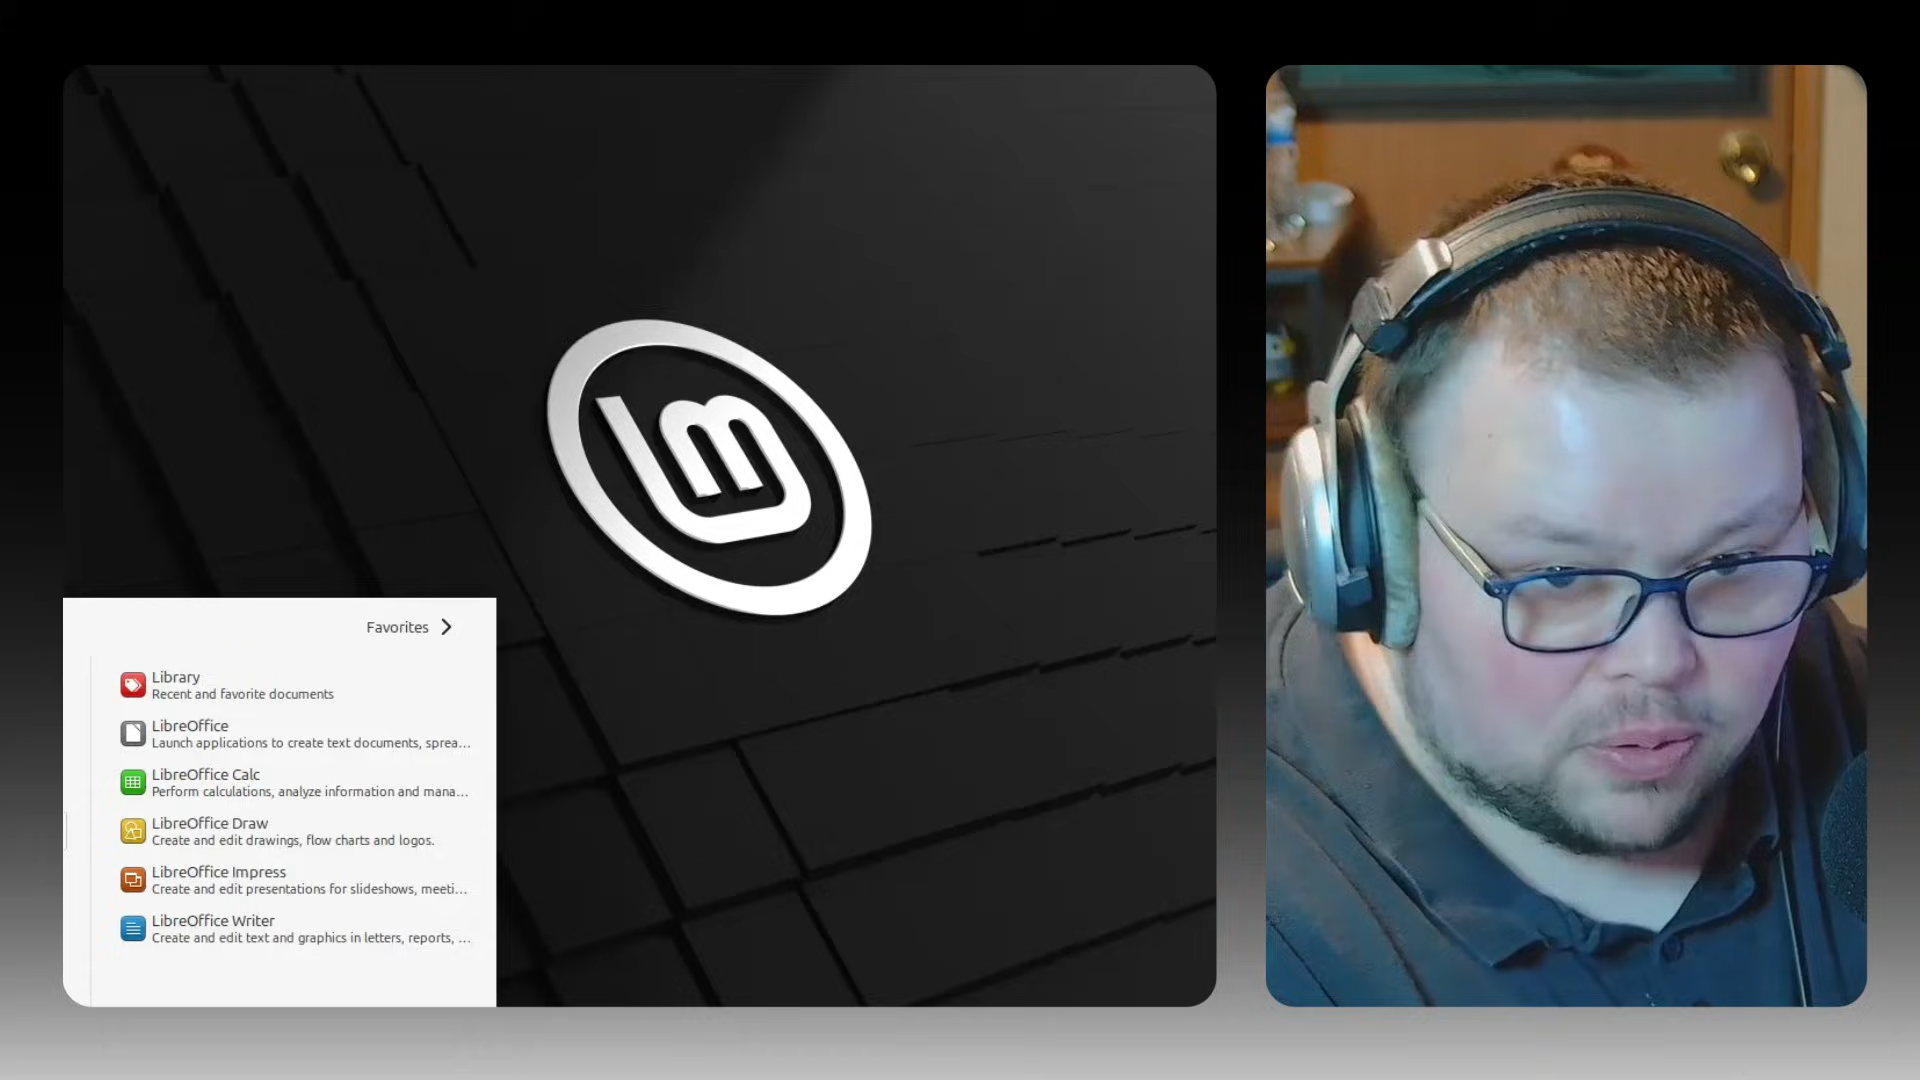 Favorites
Library
Recent and favorite documents
LibreOffice
Launch applications to create text documents, sprea...
LibreOffice Calc
Perform calculations, analyze information and mana...
LibreOffice Draw
Create and edit drawings, flow charts and logos.
LibreOffice Impress
Create and edit presentations for slideshows, meeti...
LibreOffice Writer
Create and edit text and graphics in letters, reports, ...